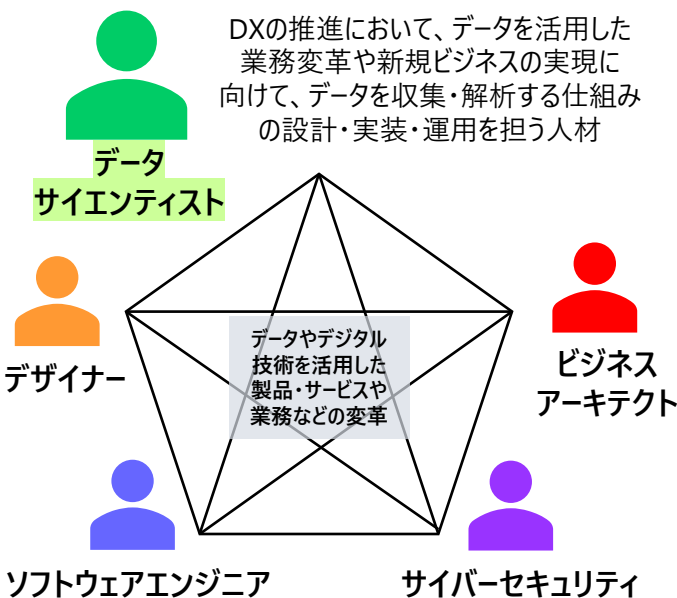 DXの推進において、データを活用した
業務変革や新規ビジネスの実現に
向けて、データを収集・解析する仕組み
の設計・実装・運用を担う人材
データ
サイエンティスト
デザイナー
データやデジタル
技術を活用した
製品・サービスや
業務などの変革
ビジネス
アーキテクト
ソフトウェアエンジニア
サイバーセキュリティ